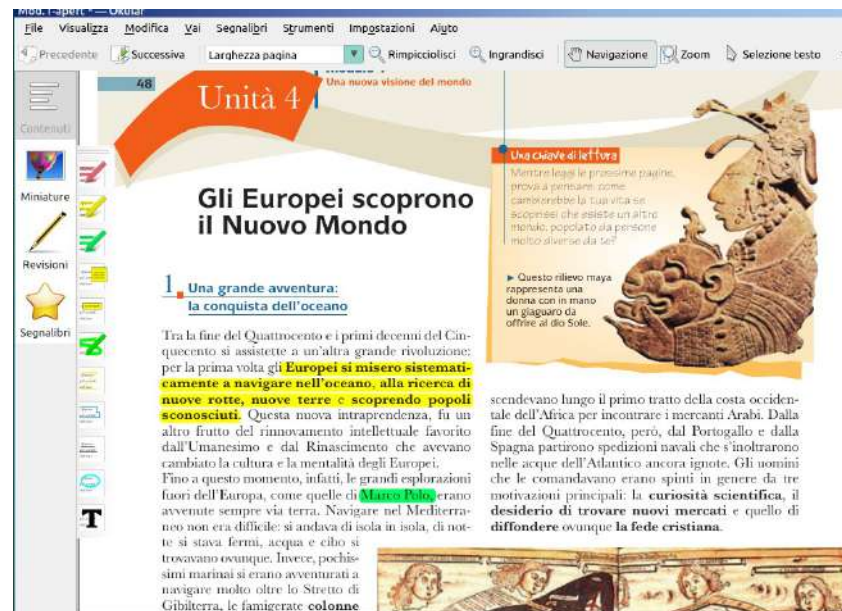 Mod. 1-apert * — Okular
File Visualizza Modifica Vai Segnalibri Strumenti Impostazioni Aiuto
Precedente Successiva Larghezza pagina Rimpicciolisci Ingrandisci Navigazione Zoom Selezione testo
Contenuti
Miniature
Revisioni
Segnalibri
T
48
Unità 4
Una nuova visione del mondo
Una chiave di lettura
Mentre leggi le prossime pagine,
prova a pensare: come
cambierebbe la tua vita se
scoprissi che esiste un altro
mondo, popolato da persone
molto diverse da te?
► Questo rilievo maya
rappresenta una
donna con in mano
un giaguaro da
offrire al dio Sole.
Gli Europei scoprono
il Nuovo Mondo
1 Una grande avventura:
la conquista dell'oceano
Tra la fine del Quattrocento e i primi decenni del Cin-
quecento si assistette a un'altra grande rivoluzione:
per la prima volta gli Europei si misero sistemati-
camente a navigare nell'oceano, alla ricerca di
nuove rotte, nuove terre e scoprendo popoli
sconosciuti. Questa nuova intraprendenza, fu un
altro frutto del rinnovamento intellettuale favorito
dall'Umanesimo e dal Rinascimento che avevano
cambiato la cultura e la mentalità degli Europei.
Fino a questo momento, infatti, le grandi esplorazioni
fuori dell'Europa, come quelle di Marco Polo, erano
avvenute sempre via terra. Navigare nel Mediterra-
neo non era difficile: si andava di isola in isola, di not-
te si stava fermi, acqua e cibo si
trovavano ovunque. Invece, pochis-
simi marinai si erano avventurati a
navigare molto oltre lo Stretto di
Gibilterra, le famigerate colonne
scendevano lungo il primo tratto della costa occiden-
tale dell'Africa per incontrare i mercanti Arabi. Dalla
fine del Quattrocento, però, dal Portogallo e dalla
Spagna partirono spedizioni navali che s'inoltrarono
nelle acque dell'Atlantico ancora ignote. Gli uomini
che le comandavano erano spinti in genere da tre
motivazioni principali: la curiosità scientifica, il
desiderio di trovare nuovi mercati e quello di
diffondere ovunque la fede cristiana.